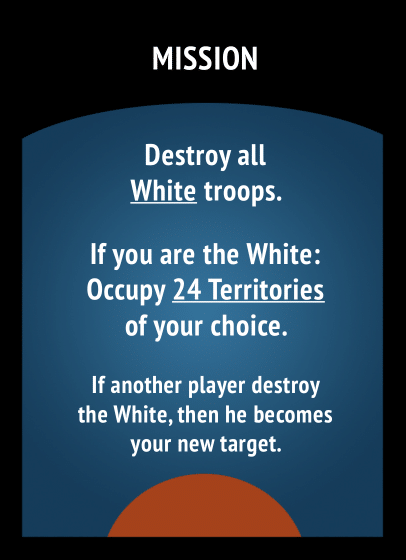 MISSION
Destroy all
White troops.
If you are the White:
Occupy 24 Territories
of your choice.
If another player destroy
the White, then he becomes
your new target.